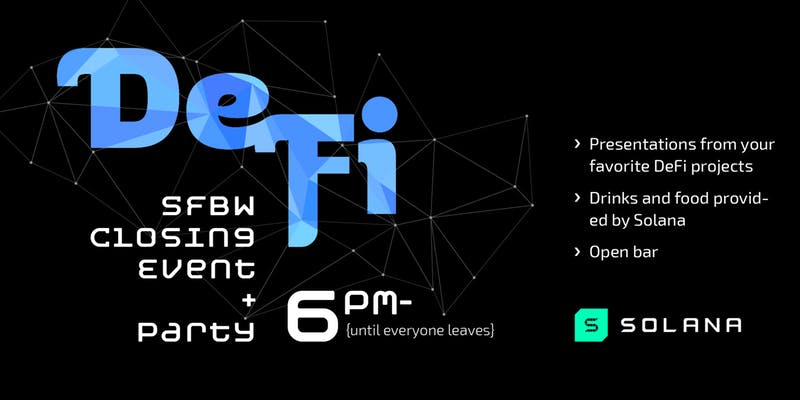 DeFi
SFBW
Closing
Event
+
Party
6PM-
{until everyone leaves}
› Presentations from your
favorite DeFi projects
› Drinks and food provid-
ed by Solana
› Open bar
S SOLANA